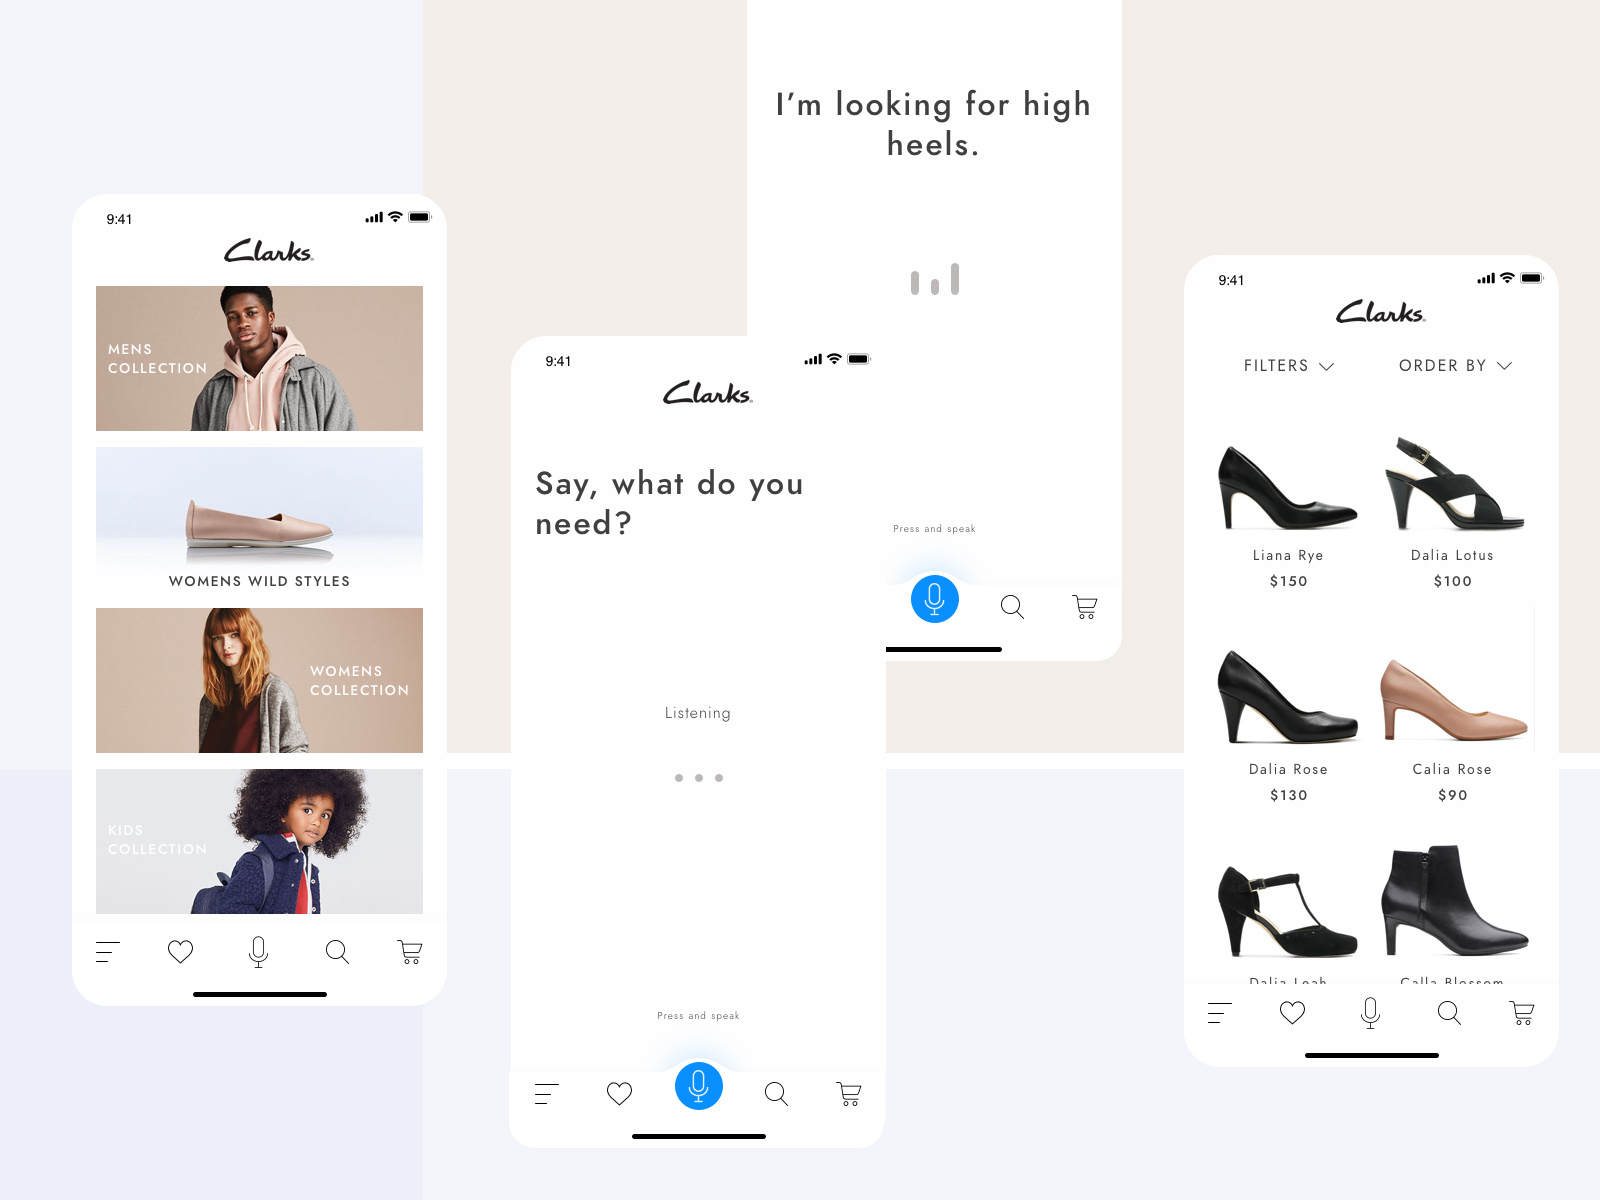 9:41
Clarks
MENS
COLLECTION
WOMENS WILD STYLES
WOMENS
COLLECTION
KIDS
COLLECTION
I’m looking for high
heels.
Press and speak
9:41
Clarks
Say, what do you
need?
Listening
Press and speak
9:41
Clarks
FILTERS ORDER BY
Liana Rye Dalia Lotus
$150 $100
Dalia Rose Calia Rose
$130 $90
Dalia Leah Calla Blossom